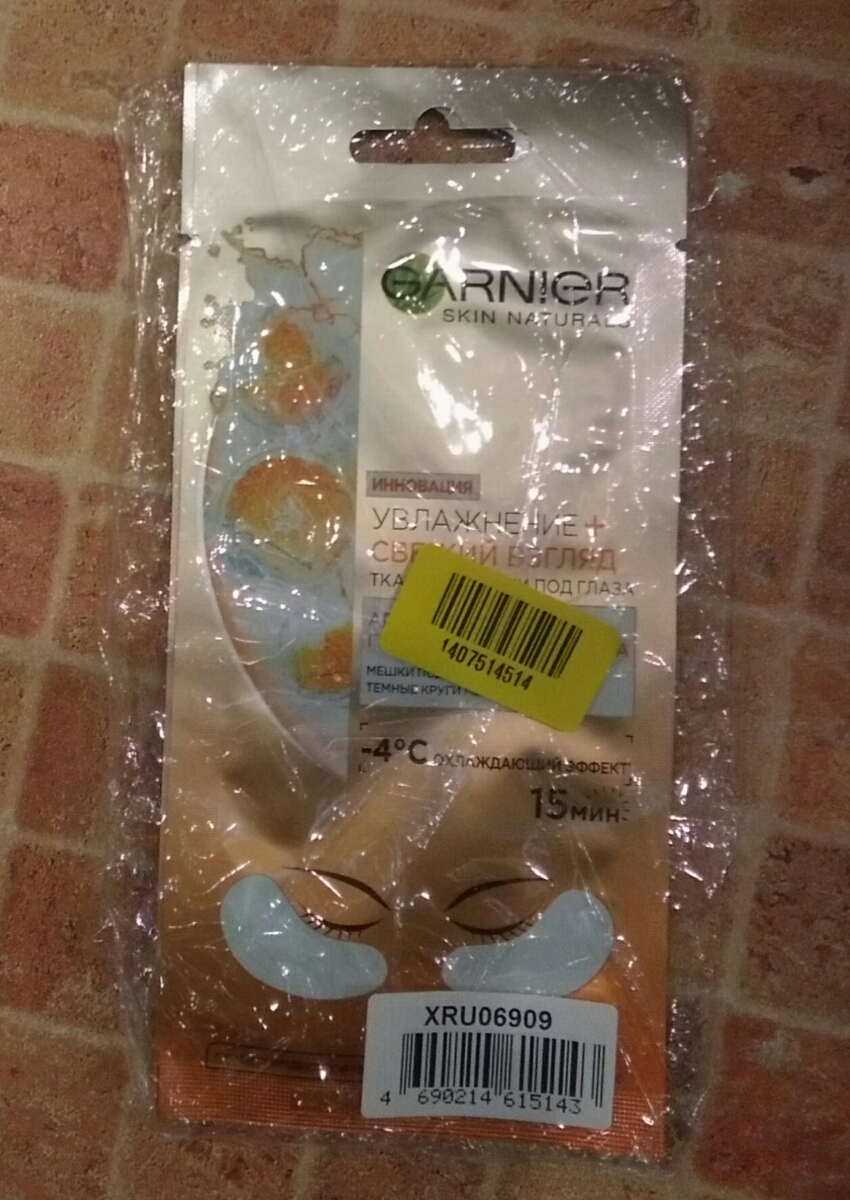 GARNIER
SKIN NATURALS
ИННОВАЦИЯ
УВЛАЖНЕНИЕ +
СВЕЖИЙ ВЗГЛЯД
ПОД ГЛАЗА
1407514514
МЕШКИ
ТЕМНЫЕ КРУГИ
-4°C ОХЛАЖДАЮЩИЙ ЭФФЕКТ
15 МИН
XRU06909
4 690214 615143